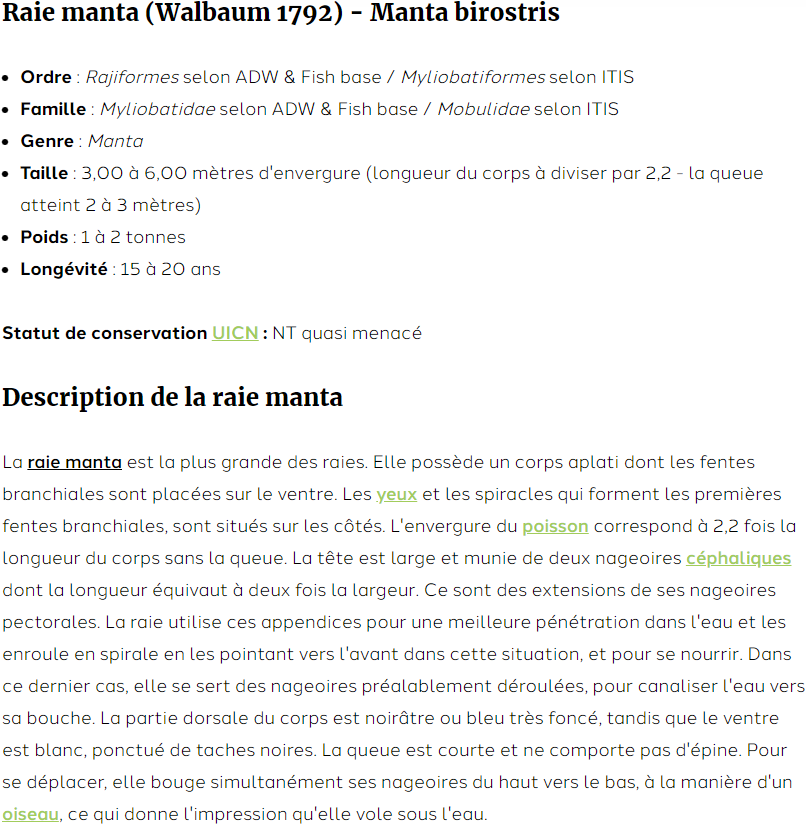 Raie manta (Walbaum 1792) - Manta birostris
• Ordre : Rajiformes selon ADW & Fish base / Myliobatiformes selon ITIS
• Famille : Myliobatidae selon ADW & Fish base / Mobulidae selon ITIS
• Genre : Manta
• Taille : 3,00 à 6,00 mètres d'envergure (longueur du corps à diviser par 2,2 - la queue
atteint 2 à 3 mètres)
• Poids : 1 à 2 tonnes
• Longévité : 15 à 20 ans
Statut de conservation UICN : NT quasi menacé
Description de la raie manta
La raie manta est la plus grande des raies. Elle possède un corps aplati dont les fentes
branchiales sont placées sur le ventre. Les yeux et les spiracles qui forment les premières
fentes branchiales, sont situés sur les côtés. L'envergure du poisson correspond à 2,2 fois la
longueur du corps sans la queue. La tête est large et munie de deux nageoires céphaliques
dont la longueur équivaut à deux fois la largeur. Ce sont des extensions de ses nageoires
pectorales. La raie utilise ces appendices pour une meilleure pénétration dans l'eau et les
enroule en spirale en les pointant vers l'avant dans cette situation, et pour se nourrir. Dans
ce dernier cas, elle se sert des nageoires préalablement déroulées, pour canaliser l'eau vers
sa bouche. La partie dorsale du corps est noirâtre ou bleu très foncé, tandis que le ventre
est blanc, ponctué de taches noires. La queue est courte et ne comporte pas d'épine. Pour
se déplacer, elle bouge simultanément ses nageoires du haut vers le bas, à la manière d'un
oiseau, ce qui donne l'impression qu'elle vole sous l'eau.